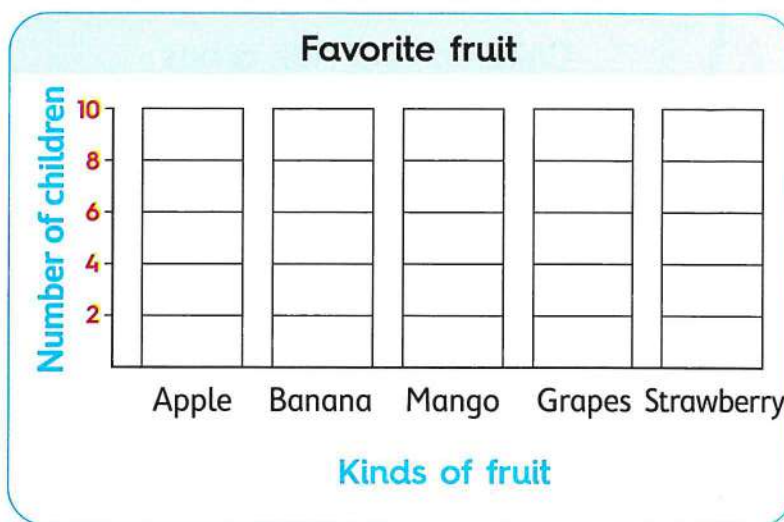 Favorite fruit
Number of children
10
8
6
4
2
Apple Banana Mango Grapes Strawberry
Kinds of fruit